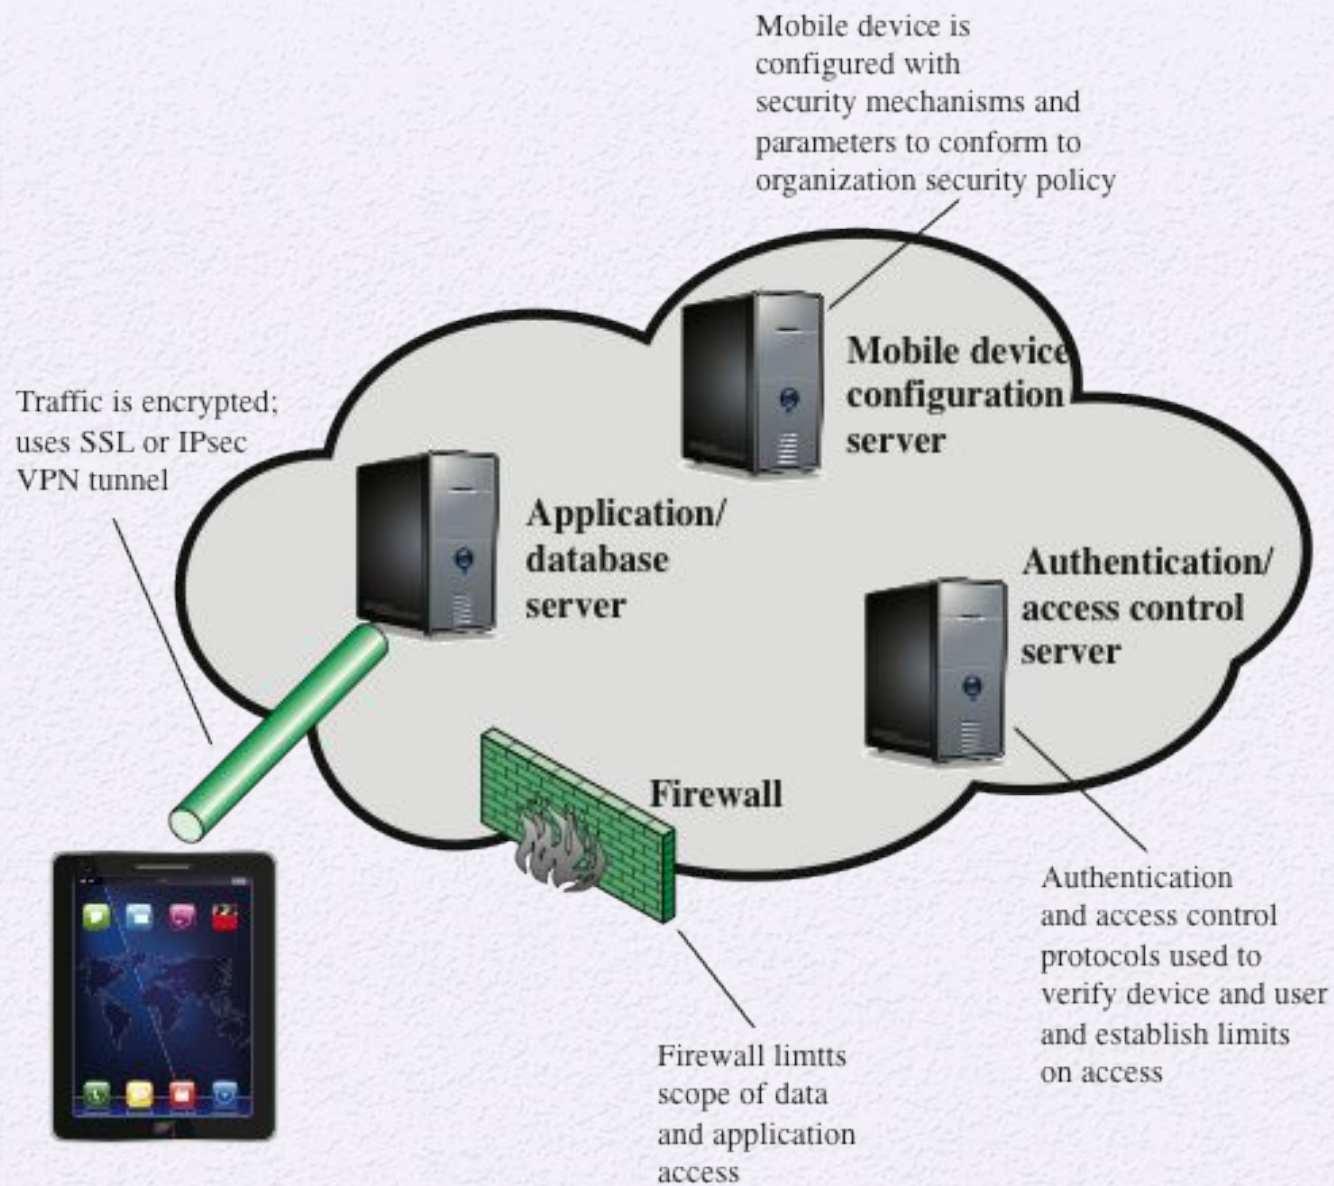 Mobile device is
configured with
security mechanisms and
parameters to conform to
organization security policy
Mobile device
configuration
server
Traffic is encrypted;
uses SSL or IPsec
VPN tunnel
Application/
database
server
Authentication/
access control
server
Firewall
Authentication
and access control
protocols used to
verify device and user
and establish limits
on access
Firewall limtts
scope of data
and application
access